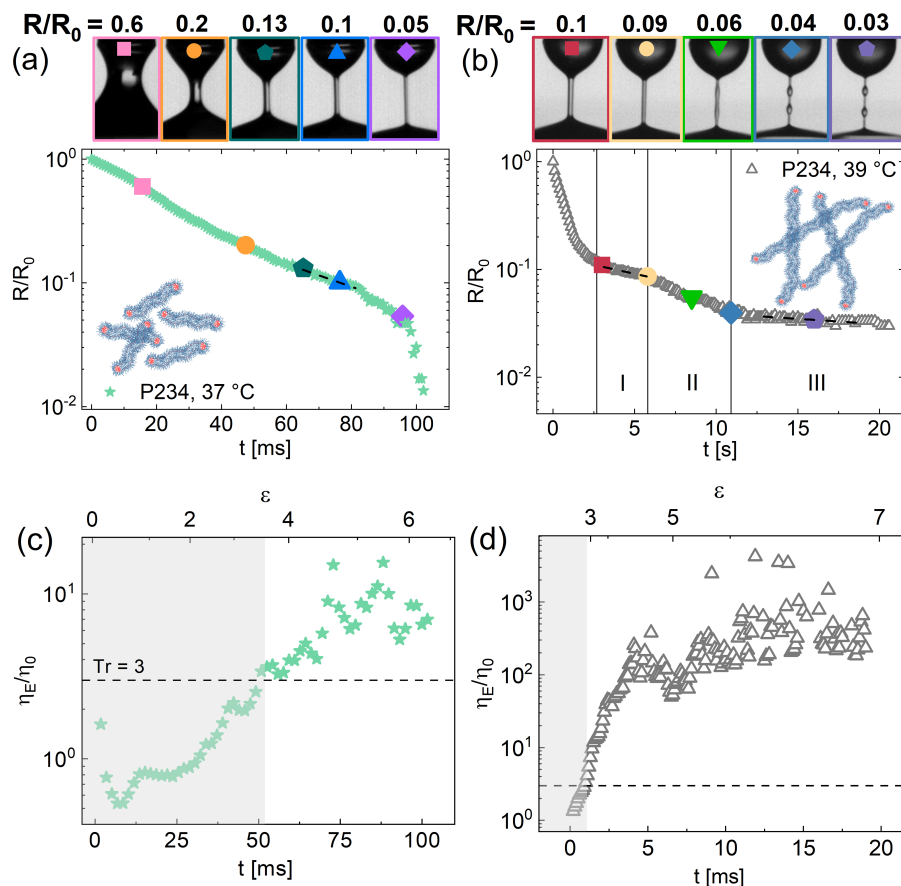 R/R₀ = 0.6 0.2 0.13 0.1 0.05
(a)
10⁰
10⁻¹
10⁻²
R/R₀
P234, 37 °C
0 20 40 60 80 100
t [ms]
R/R₀ = 0.1 0.09 0.06 0.04 0.03
(b)
10⁰
10⁻¹
10⁻²
R/R₀
P234, 39 °C
I II III
0 5 10 15 20
t [s]
(c)
ε
0 2 4 6
10¹
10⁰
η_E/η₀
Tr = 3
0 25 50 75 100
t [ms]
(d)
ε
3 5 7
10³
10²
10¹
10⁰
η_E/η₀
0 5 10 15 20
t [ms]